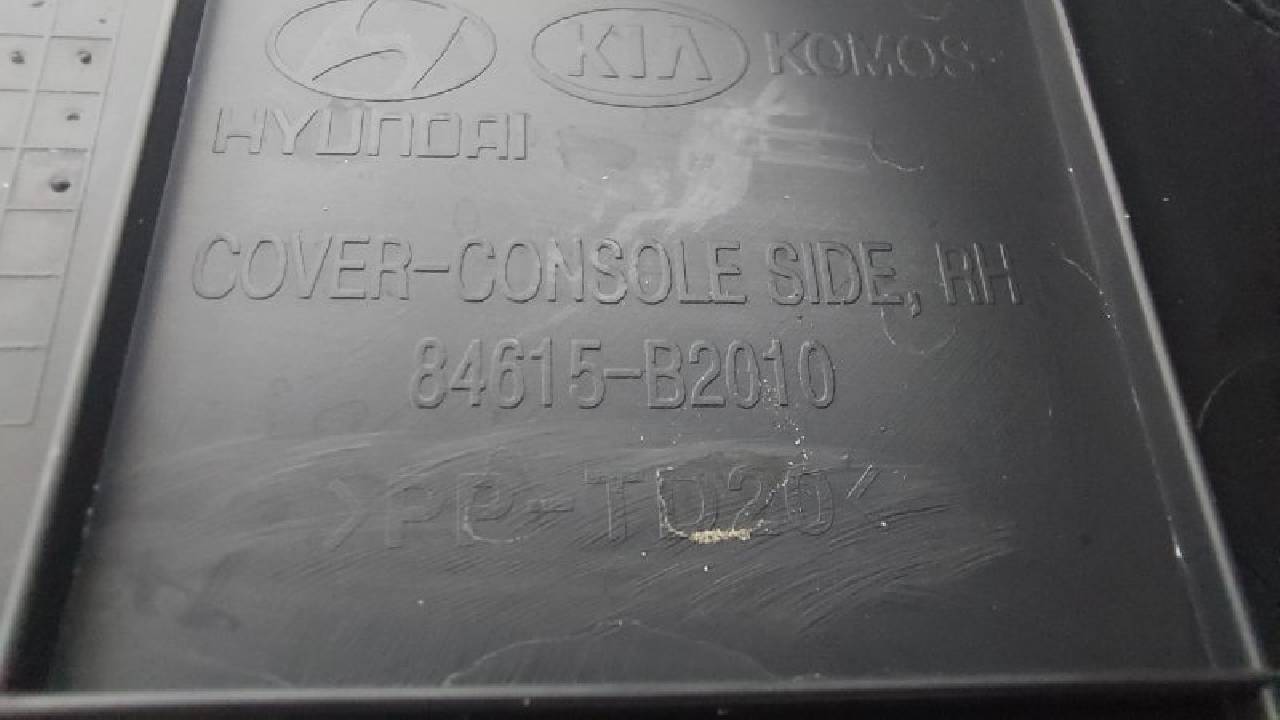 KIA KOMOS
HYUNDAI
COVER-CONSOLE SIDE, RH
84615-B2010
>PP-TD20<